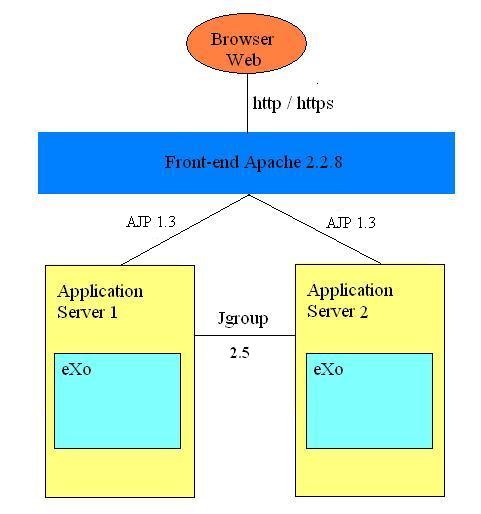 Browser
Web
http / https
Front-end Apache 2.2.8
AJP 1.3
AJP 1.3
Application
Server 1
Jgroup
2.5
Application
Server 2
eXo
eXo